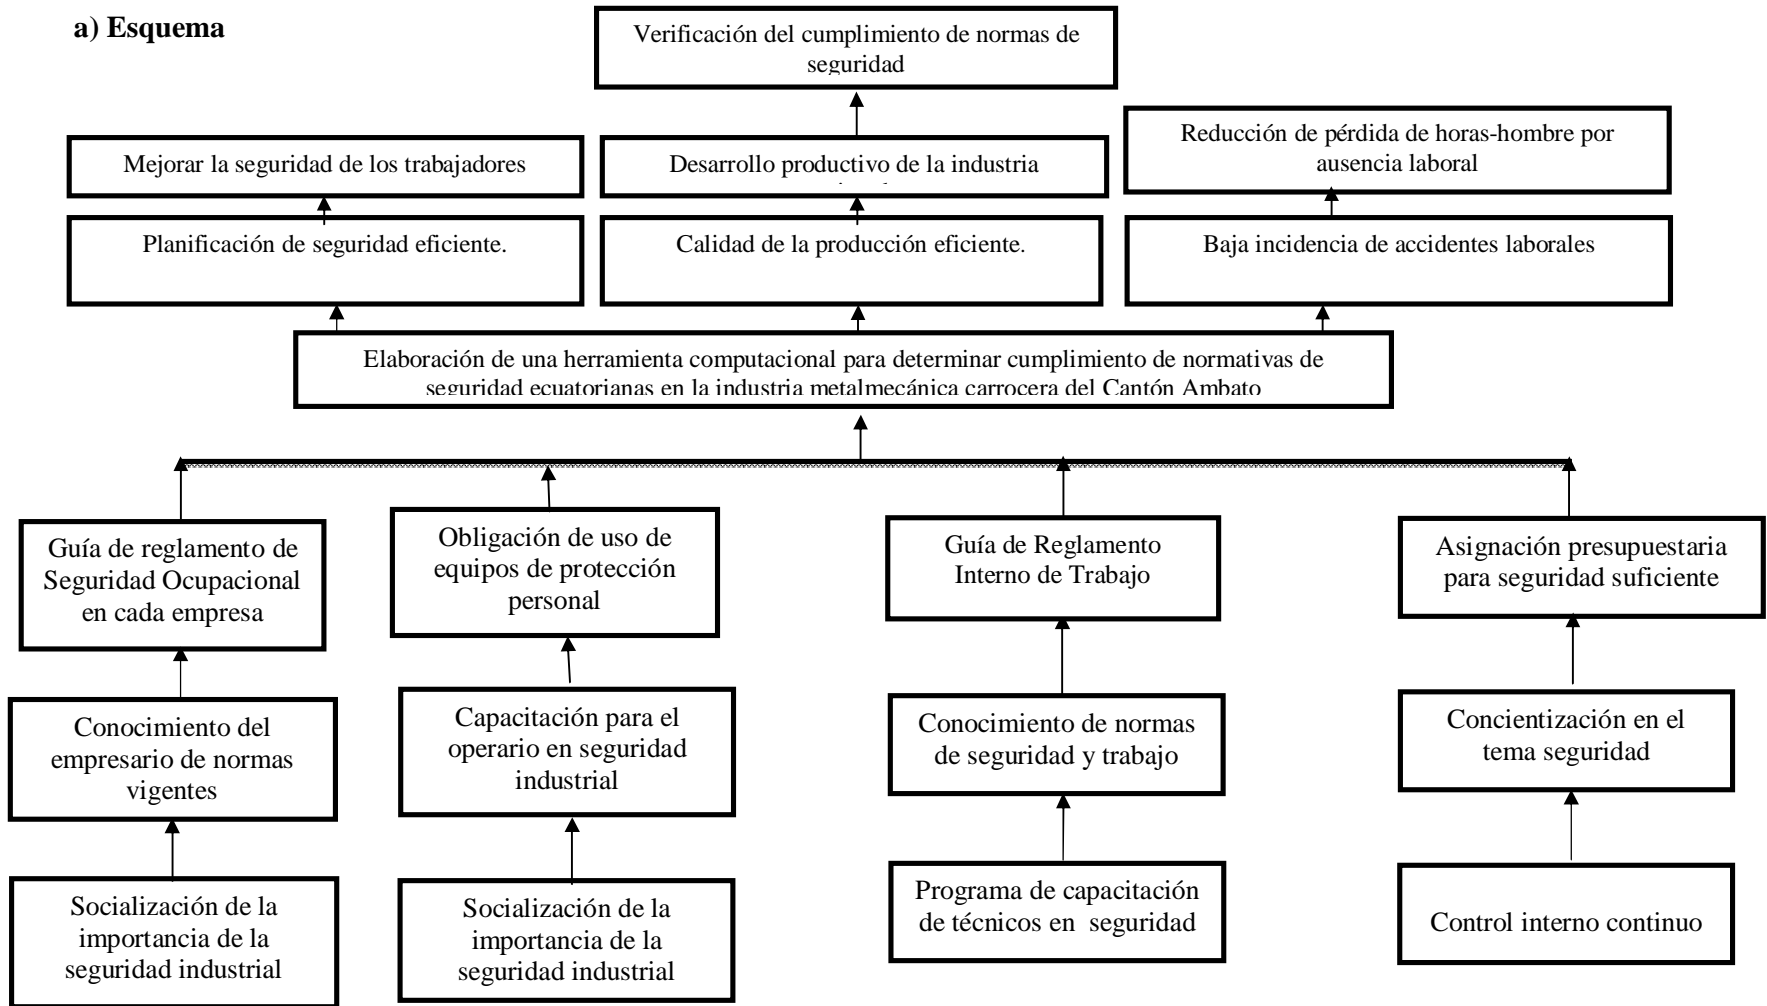 a) Esquema
Verificación del cumplimiento de normas de
seguridad
Mejorar la seguridad de los trabajadores
Desarrollo productivo de la industria
Reducción de pérdida de horas-hombre por
ausencia laboral
Planificación de seguridad eficiente.
Calidad de la producción eficiente.
Baja incidencia de accidentes laborales
Elaboración de una herramienta computacional para determinar cumplimiento de normativas de
seguridad ecuatorianas en la industria metalmecánica carrocera del Cantón Ambato
Guía de reglamento de
Seguridad Ocupacional
en cada empresa
Obligación de uso de
equipos de protección
personal
Guía de Reglamento
Interno de Trabajo
Asignación presupuestaria
para seguridad suficiente
Conocimiento del
empresario de normas
vigentes
Capacitación para el
operario en seguridad
industrial
Conocimiento de normas
de seguridad y trabajo
Concientización en el
tema seguridad
Socialización de la
importancia de la
seguridad industrial
Socialización de la
importancia de la
seguridad industrial
Programa de capacitación
de técnicos en seguridad
Control interno continuo